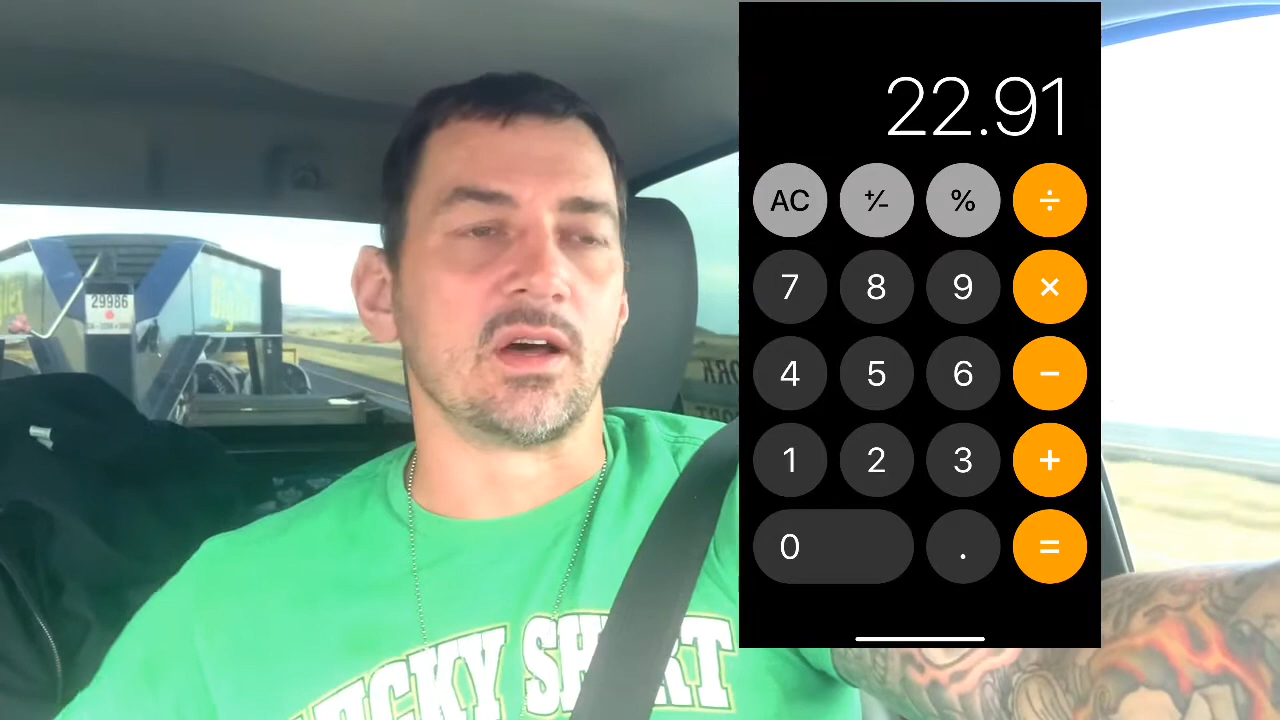 22.91
AC +/- % ÷
7 8 9 ×
4 5 6 −
1 2 3 +
0 . =
29986
LUCKY SHIRT